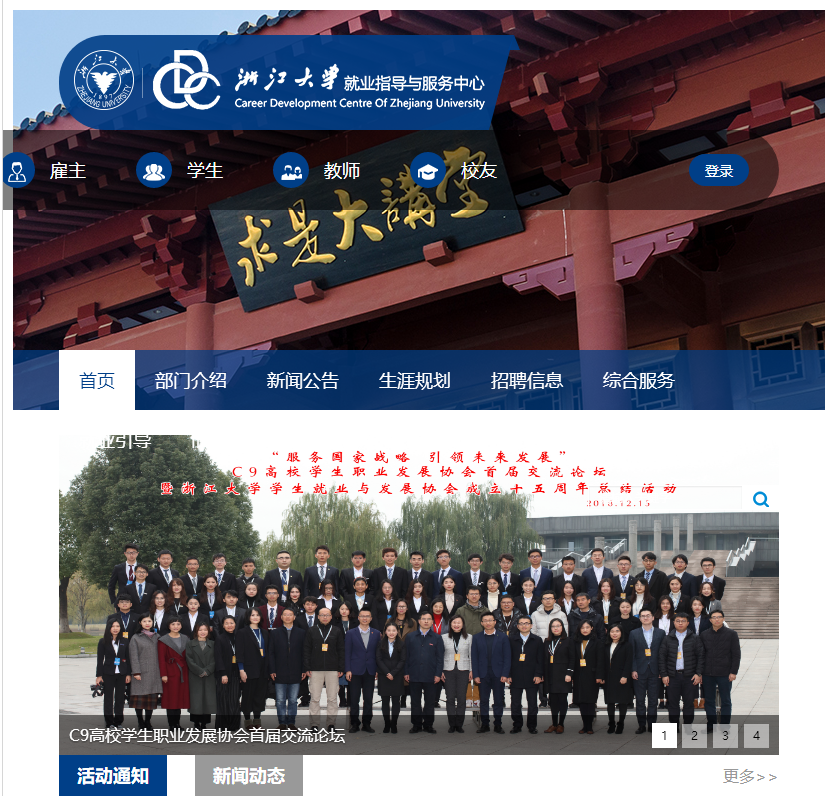 浙江大学 就业指导与服务中心
Career Development Centre Of Zhejiang University
ZHEJIANG UNIVERSITY
1897
雇主 学生 教师 校友 登录
求是大講堂
首页 部门介绍 新闻公告 生涯规划 招聘信息 综合服务
业引导
“服务国家战略 引领未来发展”
C9高校学生职业发展协会首届交流论坛
暨浙江大学学生就业与发展协会成立十五周年总结活动
2018.12.15
C9高校学生职业发展协会首届交流论坛 1 2 3 4
活动通知 新闻动态 更多>>